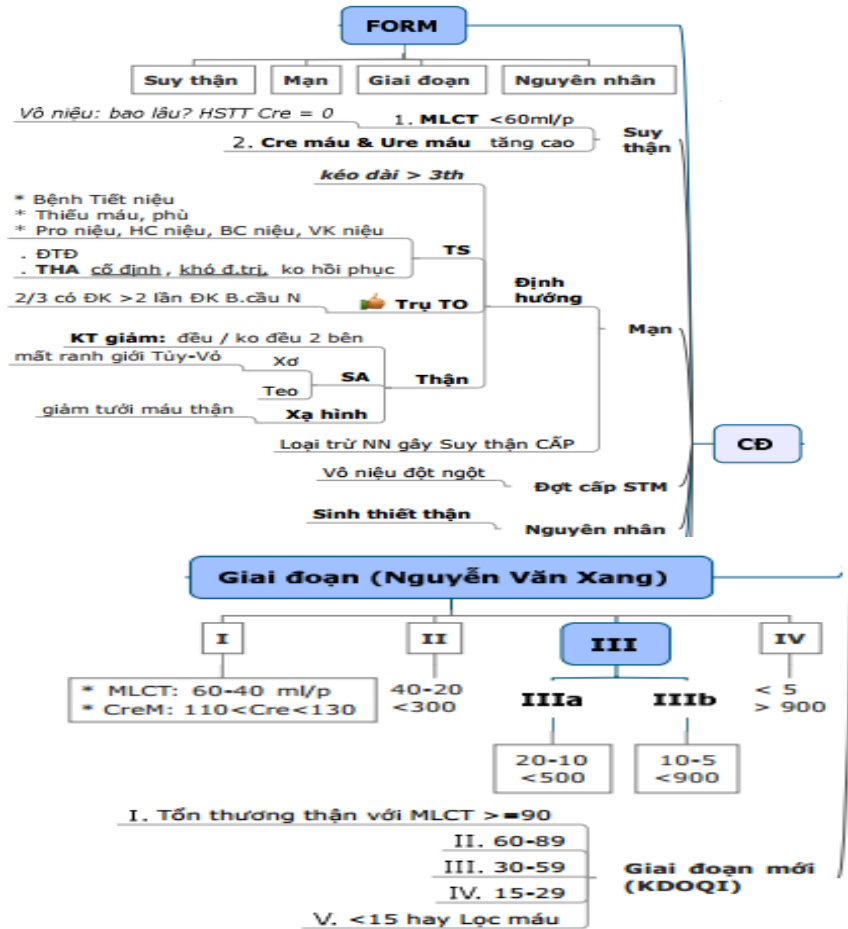 FORM
Suy thận
Mạn
Giai đoạn
Nguyên nhân
Vô niệu: bao lâu? HSTT Cre = 0
1. MLCT <60ml/p
2. Cre máu & Ure máu tăng cao
Suy
thận
kéo dài > 3th
* Bệnh Tiết niệu
* Thiếu máu, phù
* Pro niệu, HC niệu, BC niệu, VK niệu
. ĐTĐ
. THA cố định, khó đ.trị, ko hồi phục
TS
2/3 có ĐK >2 lần ĐK B.cầu N
Trụ TO
Định
hướng
KT giảm: đều / ko đều 2 bên
mất ranh giới Tủy-Vỏ
Xơ
Teo
SA
Thận
giảm tưới máu thận
Xạ hình
Loại trừ NN gây Suy thận CẤP
Mạn
CĐ
Vô niệu đột ngột
Đợt cấp STM
Sinh thiết thận
Nguyên nhân
Giai đoạn (Nguyễn Văn Xang)
I
II
III
IV
* MLCT: 60-40 ml/p
* CreM: 110<Cre<130
40-20
<300
IIIa
IIIb
< 5
> 900
20-10
<500
10-5
<900
I. Tổn thương thận với MLCT >=90
II. 60-89
III. 30-59
IV. 15-29
V. <15 hay Lọc máu
Giai đoạn mới
(KDOQI)